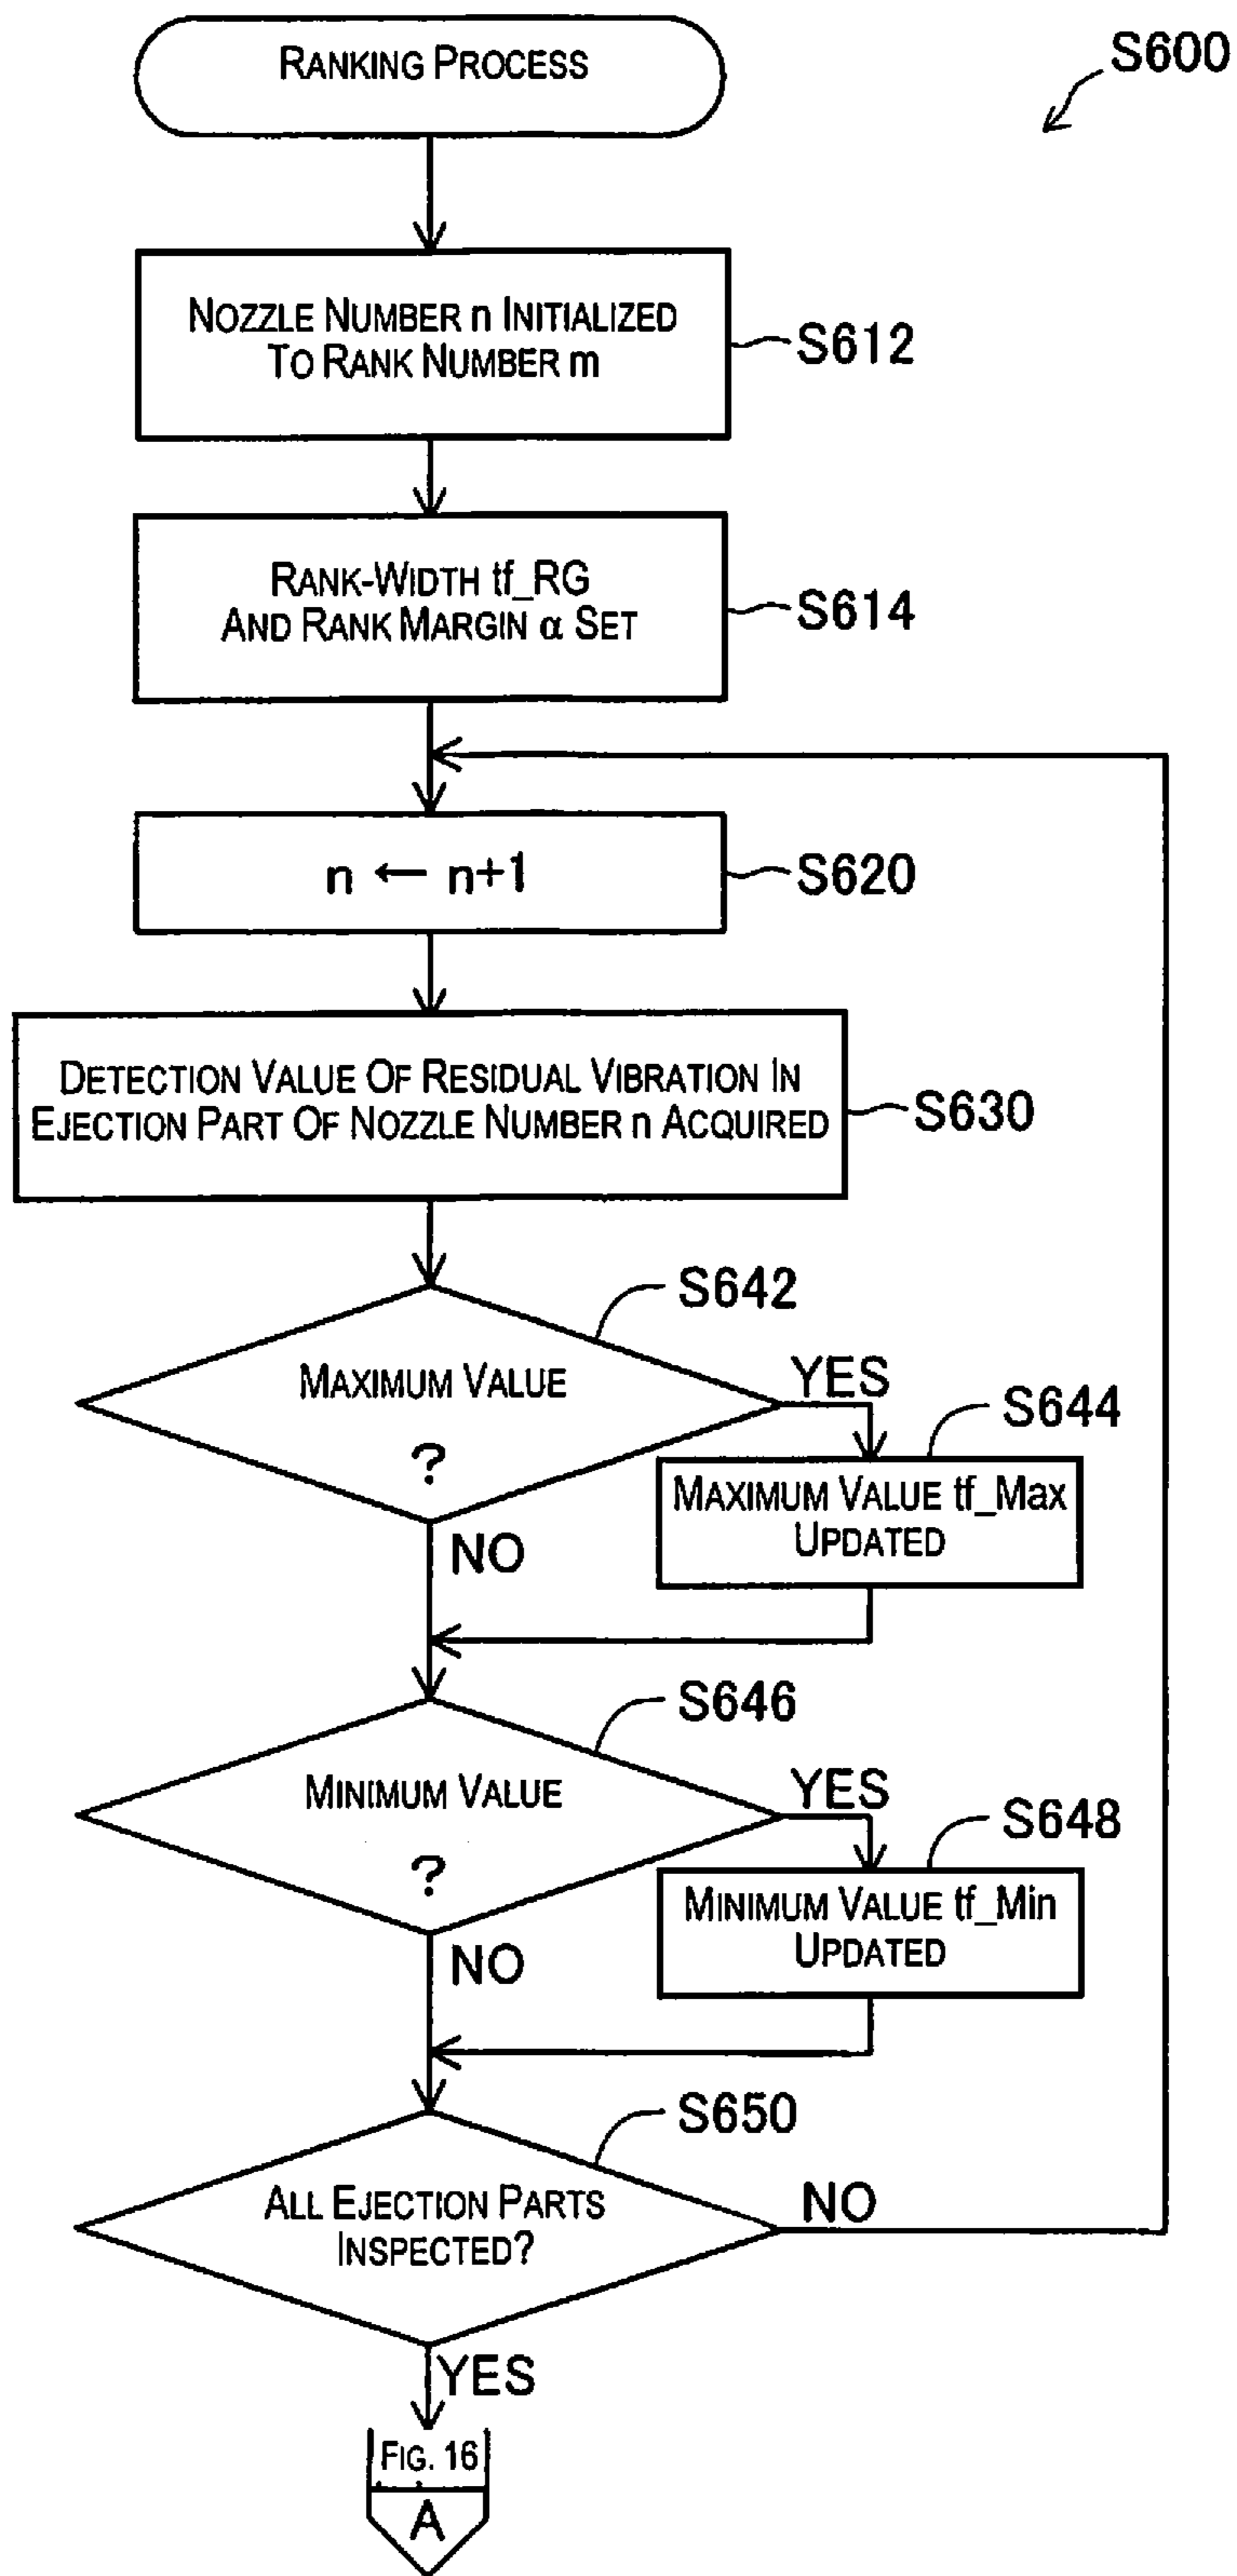 RANKING PROCESS
S600
NOZZLE NUMBER n INITIALIZED
TO RANK NUMBER m
S612
RANK-WIDTH tf_RG
AND RANK MARGIN α SET
S614
n ← n+1
S620
DETECTION VALUE OF RESIDUAL VIBRATION IN
EJECTION PART OF NOZZLE NUMBER n ACQUIRED
S630
S642
MAXIMUM VALUE
?
YES
S644
MAXIMUM VALUE tf_Max
UPDATED
NO
S646
MINIMUM VALUE
?
YES
S648
MINIMUM VALUE tf_Min
UPDATED
NO
S650
ALL EJECTION PARTS
INSPECTED?
NO
YES
FIG. 16
A